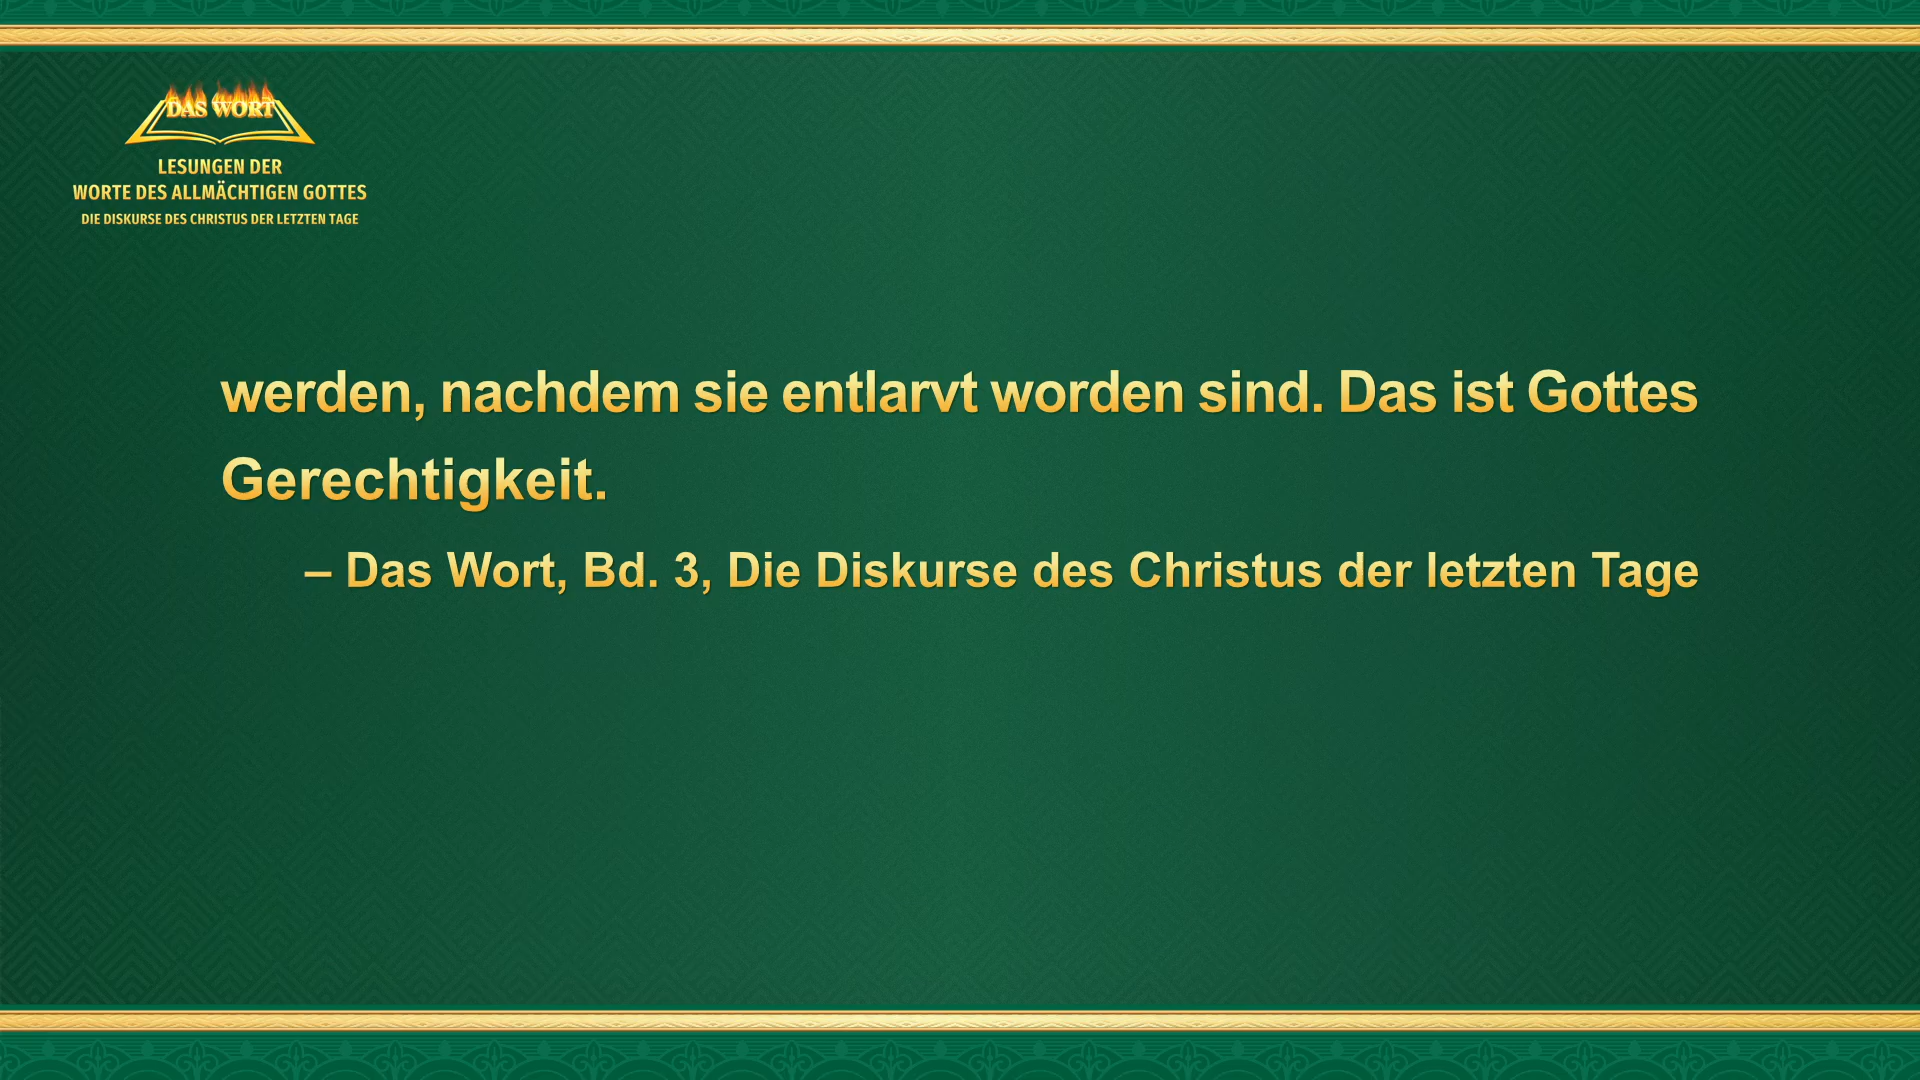 DAS WORT
LESUNGEN DER
WORTE DES ALLMÄCHTIGEN GOTTES
DIE DISKURSE DES CHRISTUS DER LETZTEN TAGE
werden, nachdem sie entlarvt worden sind. Das ist Gottes
Gerechtigkeit.
– Das Wort, Bd. 3, Die Diskurse des Christus der letzten Tage